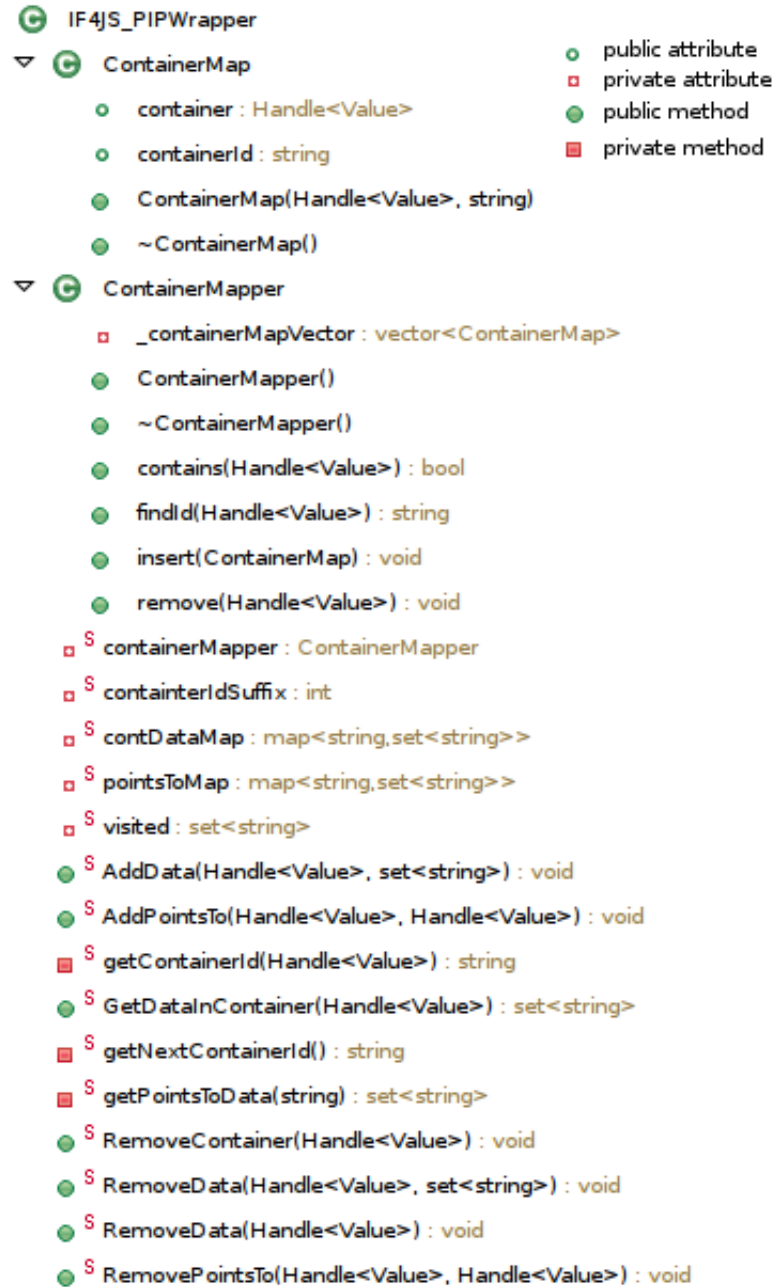 IF4JS_PIPWrapper
ContainerMap
public attribute
private attribute
public method
private method
container : Handle<Value>
containerId : string
ContainerMap(Handle<Value>, string)
~ContainerMap()
ContainerMapper
_containerMapVector : vector<ContainerMap>
ContainerMapper()
~ContainerMapper()
contains(Handle<Value>) : bool
findId(Handle<Value>) : string
insert(ContainerMap) : void
remove(Handle<Value>) : void
S containerMapper : ContainerMapper
S containterIdSuffix : int
S contDataMap : map<string,set<string>>
S pointsToMap : map<string,set<string>>
S visited : set<string>
S AddData(Handle<Value>, set<string>) : void
S AddPointsTo(Handle<Value>, Handle<Value>) : void
S getContainerId(Handle<Value>) : string
S GetDataInContainer(Handle<Value>) : set<string>
S getNextContainerId() : string
S getPointsToData(string) : set<string>
S RemoveContainer(Handle<Value>) : void
S RemoveData(Handle<Value>, set<string>) : void
S RemoveData(Handle<Value>) : void
S RemovePointsTo(Handle<Value>, Handle<Value>) : void